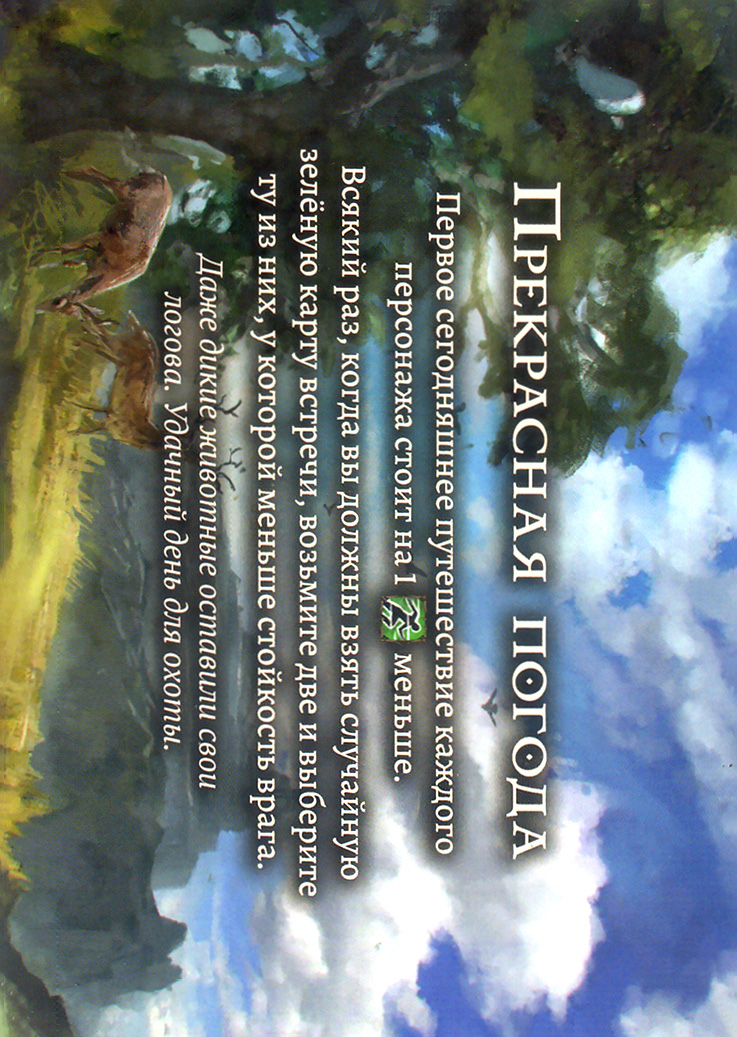 Прекрасная погода
Первое сегодняшнее путешествие каждого
персонажа стоит на 1 меньше.
Всякий раз, когда вы должны взять случайную
зелёную карту встречи, возьмите две и выберите
ту из них, у которой меньше стойкость врага.
Даже дикие животные оставили свои
логова. Удачный день для охоты.